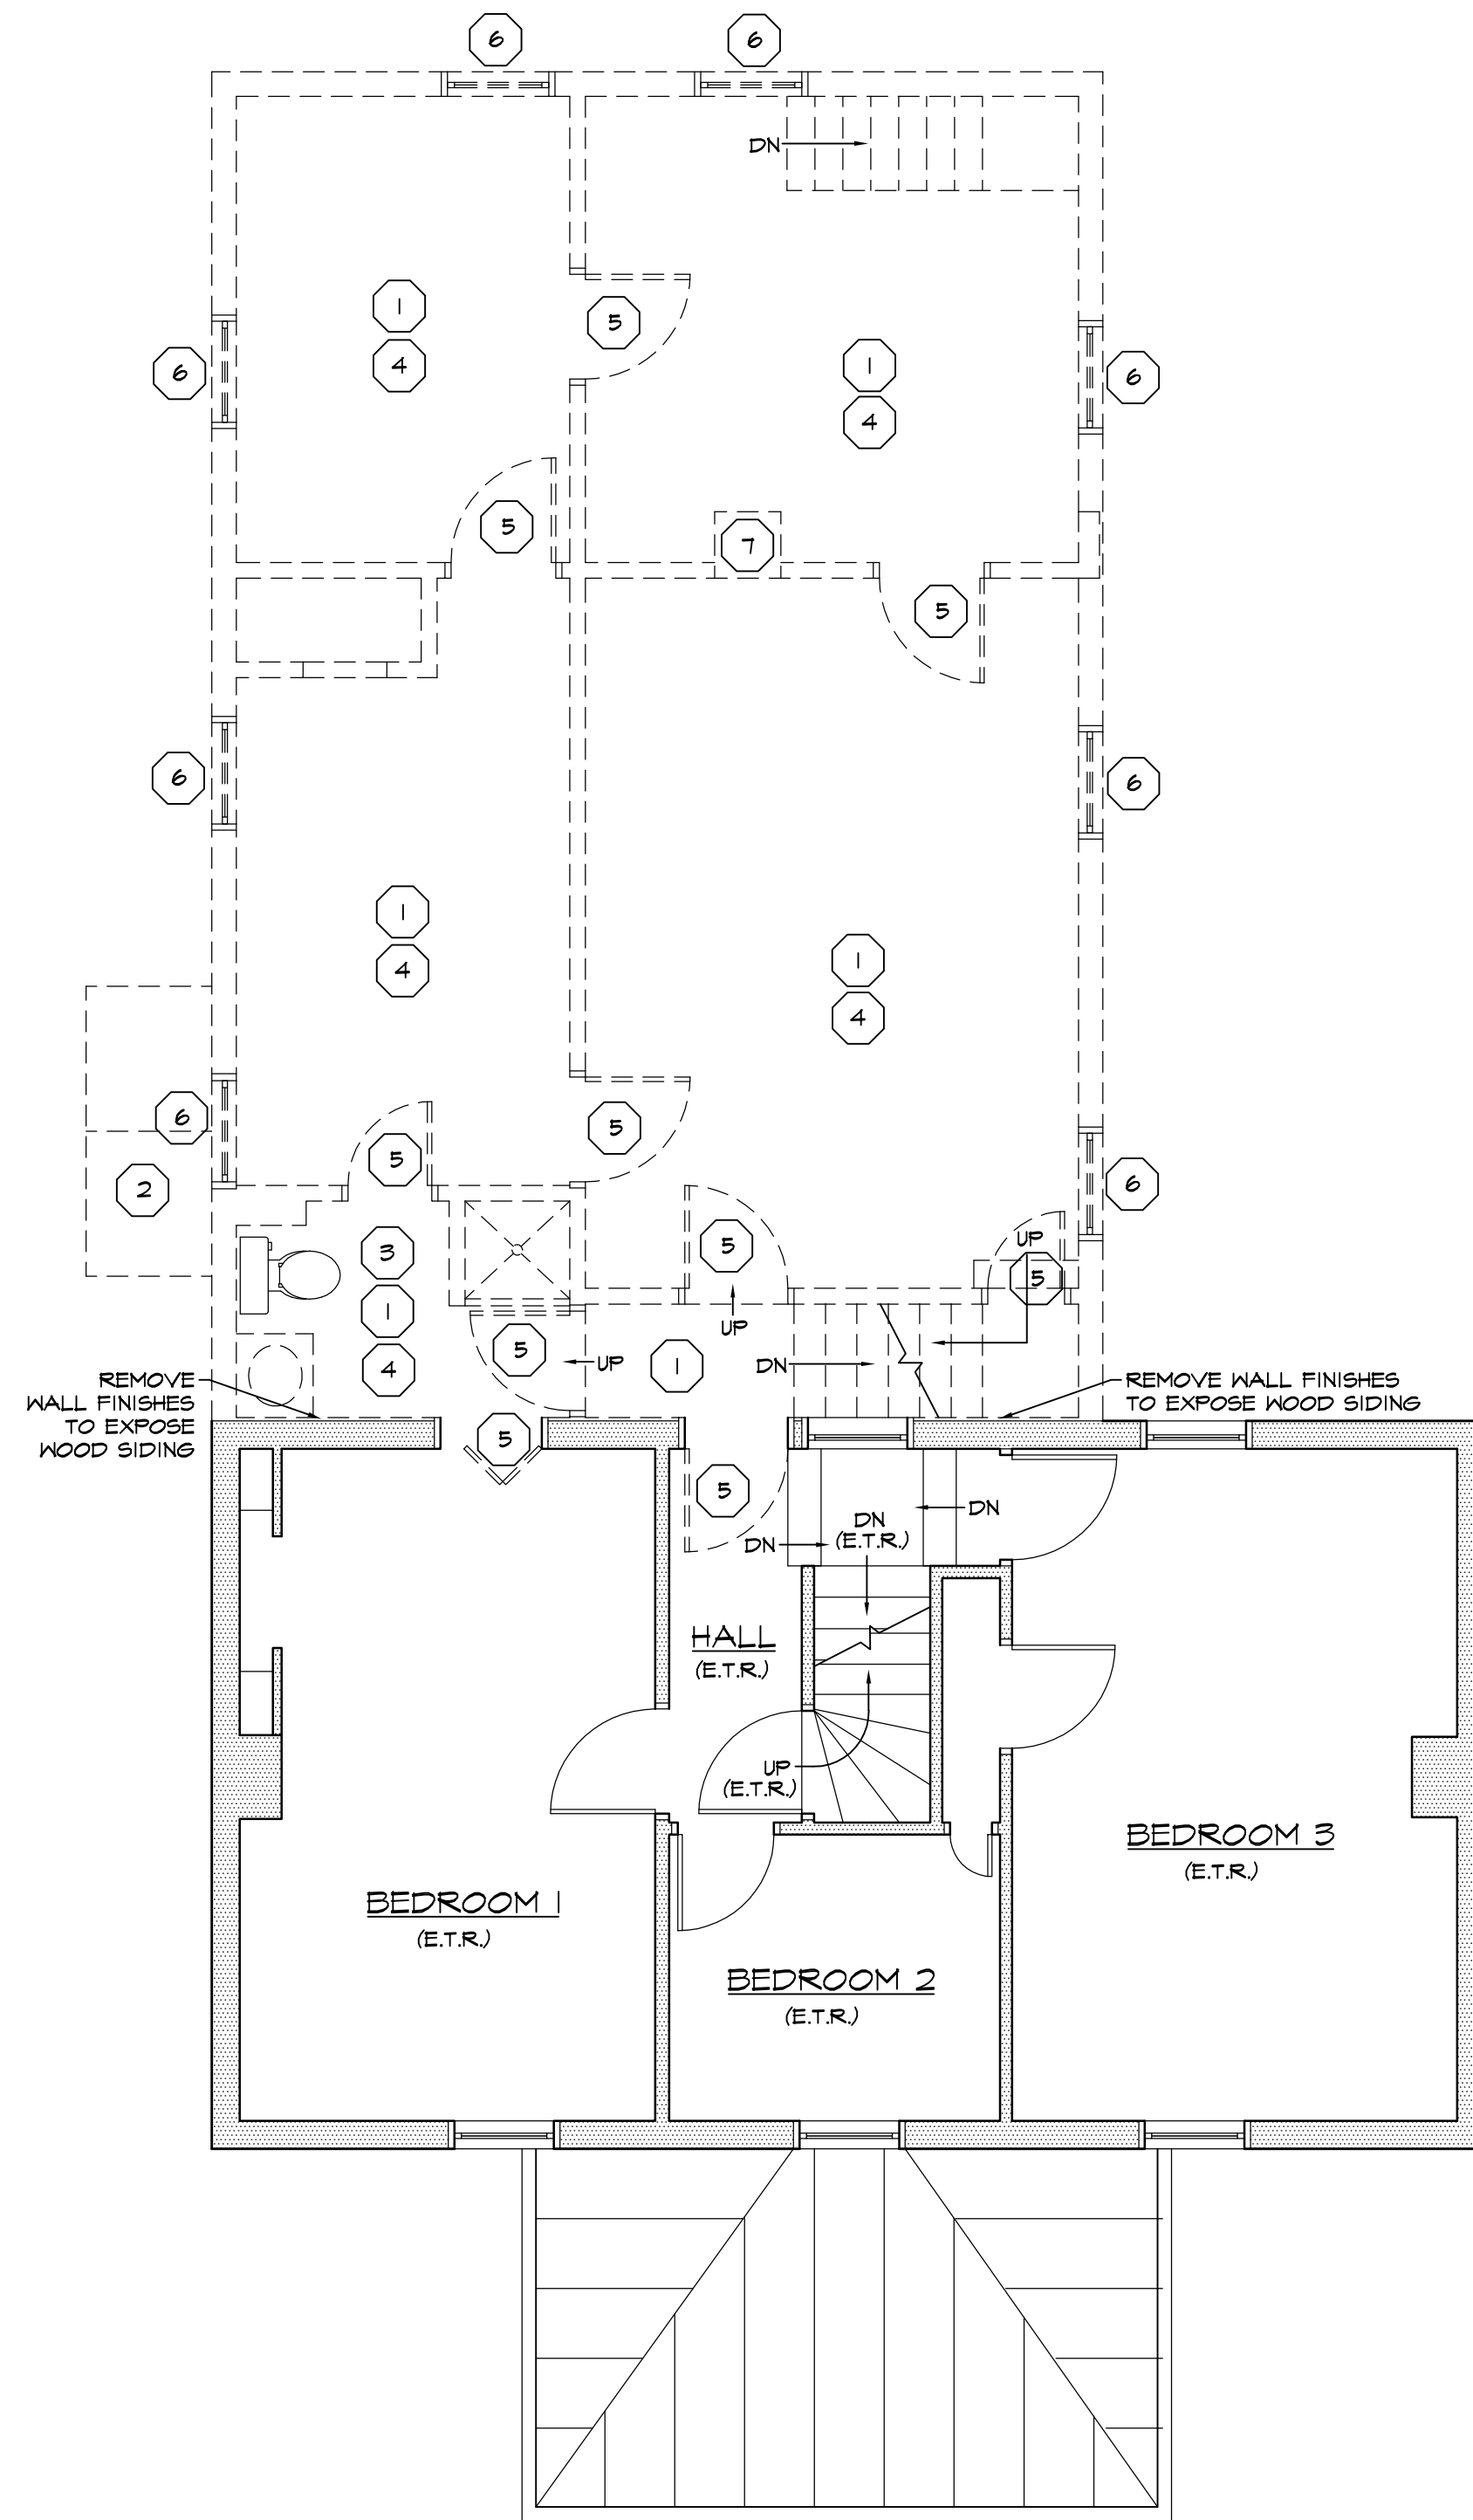 6
6
DN
1
4
5
6
1
4
6
5
7
5
6
6
1
4
1
4
6
5
5
2
6
3
5
UP
5
1
UP
5
UP
1
DN
4
REMOVE
WALL FINISHES
TO EXPOSE
WOOD SIDING
REMOVE WALL FINISHES
TO EXPOSE WOOD SIDING
5
5
DN
DN
(E.T.R.)
DN
HALL
(E.T.R.)
UP
(E.T.R.)
BEDROOM 3
(E.T.R.)
BEDROOM 1
(E.T.R.)
BEDROOM 2
(E.T.R.)